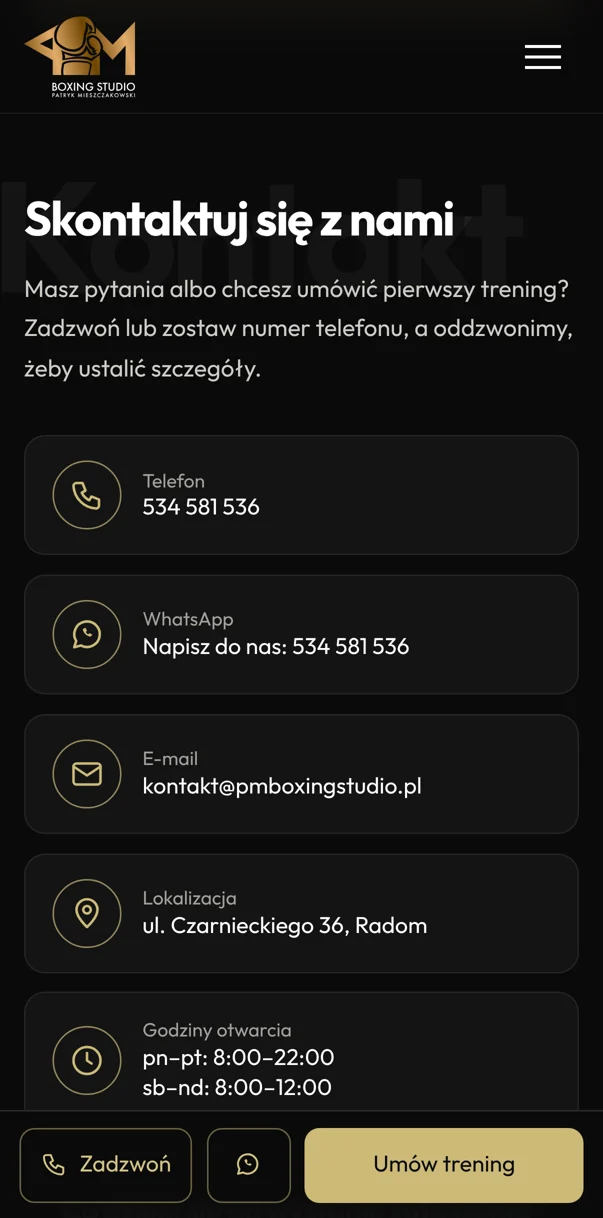 PM
BOXING STUDIO
PATRYK MIESZCZAKOWSKI
Kontakt
Skontaktuj się z nami
Masz pytania albo chcesz umówić pierwszy trening?
Zadzwoń lub zostaw numer telefonu, a oddzwonimy,
żeby ustalić szczegóły.
Telefon
534 581 536
WhatsApp
Napisz do nas: 534 581 536
E-mail
kontakt@pmboxingstudio.pl
Lokalizacja
ul. Czarnieckiego 36, Radom
Godziny otwarcia
pn–pt: 8:00–22:00
sb–nd: 8:00–12:00
Zadzwoń
Umów trening